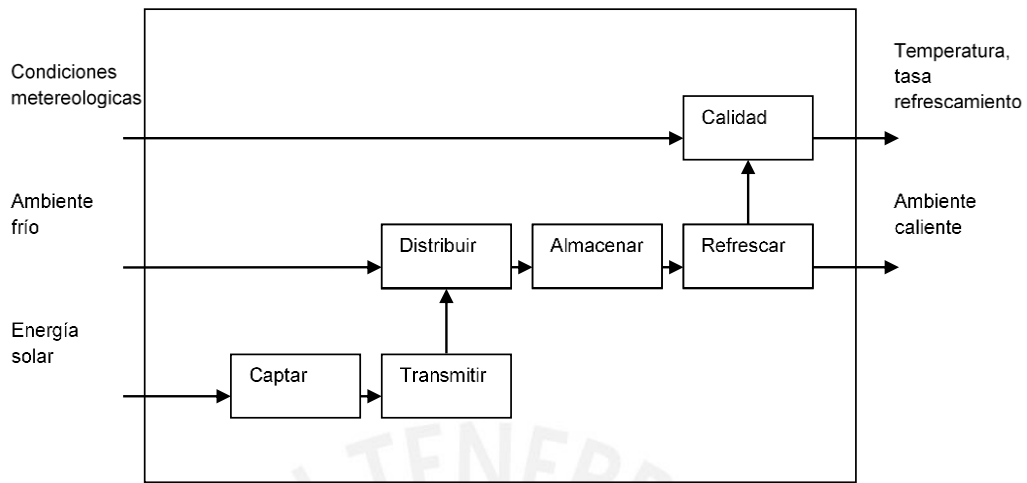 Condiciones
metereologicas
Temperatura,
tasa
refrescamiento
Calidad
Ambiente
frío
Ambiente
caliente
Distribuir
Almacenar
Refrescar
Energía
solar
Captar
Transmitir